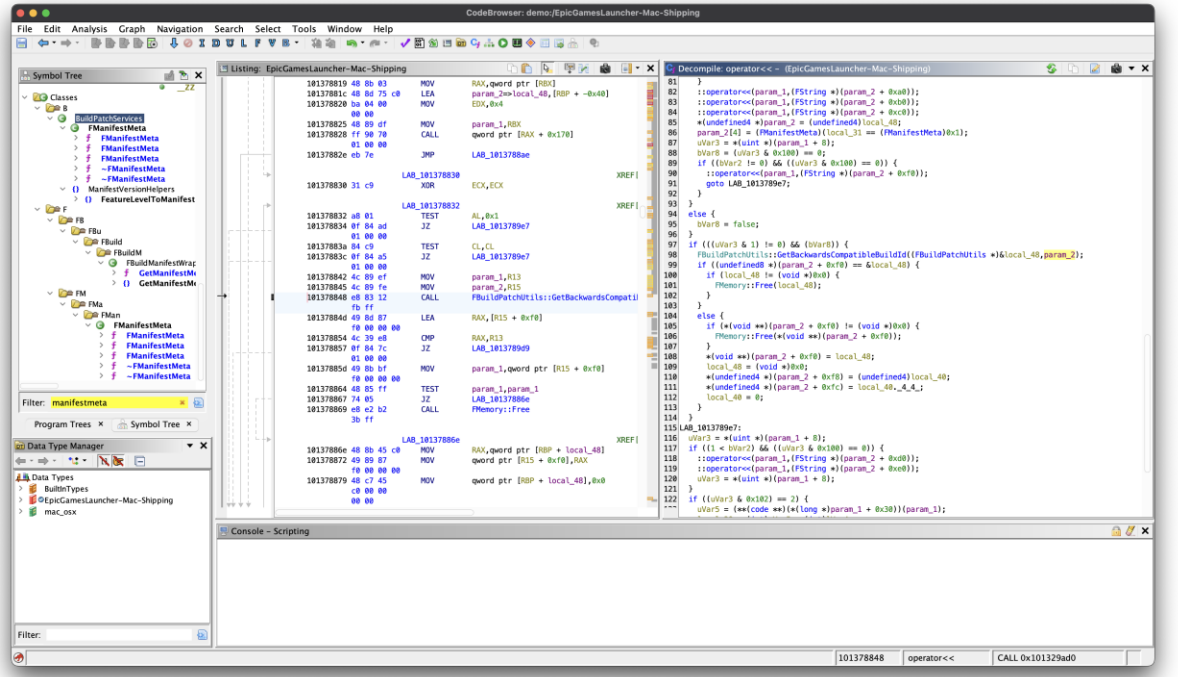 CodeBrowser: demo:/EpicGamesLauncher-Mac-Shipping
File Edit Analysis Graph Navigation Search Select Tools Window Help
I D U L F V B
Symbol Tree
__ZZ
Classes
B
BuildPatchServices
FManifestMeta
f FManifestMeta
f FManifestMeta
f FManifestMeta
f ~FManifestMeta
f ~FManifestMeta
ManifestVersionHelpers
FeatureLevelToManifest
F
FB
FBu
FBuild
FBuildM
FBuildManifestWrap
f GetManifestMe
GetManifestMe
FM
FMa
FMan
FManifestMeta
f FManifestMeta
f FManifestMeta
f FManifestMeta
f ~FManifestMeta
f ~FManifestMeta
Filter: manifestmeta
Program Trees × Symbol Tree ×
Data Type Manager
Data Types
BuiltInTypes
EpicGamesLauncher-Mac-Shipping
mac_osx
Filter:
Listing: EpicGamesLauncher-Mac-Shipping
101378819 48 8b 03 MOV RAX,qword ptr [RBX]
10137881c 48 8d 75 c0 LEA param_2=>local_48,[RBP + -0x40]
101378820 ba 04 00 MOV EDX,0x4
00 00
101378825 48 89 df MOV param_1,RBX
101378828 ff 90 70 CALL qword ptr [RAX + 0x170]
01 00 00
10137882e eb 7e JMP LAB_1013788ae
LAB_101378830 XREF[
101378830 31 c9 XOR ECX,ECX
LAB_101378832 XREF[
101378832 a8 01 TEST AL,0x1
101378834 0f 84 ad JZ LAB_1013789e7
01 00 00
10137883a 84 c9 TEST CL,CL
10137883c 0f 84 a5 JZ LAB_1013789e7
01 00 00
101378842 4c 89 ef MOV param_1,R13
101378845 4c 89 fe MOV param_2,R15
101378848 e8 83 12 CALL FBuildPatchUtils::GetBackwardsCompatil
fb ff
10137884d 49 8d 87 LEA RAX,[R15 + 0xf0]
f0 00 00 00
101378854 4c 39 e8 CMP RAX,R13
101378857 0f 84 7c JZ LAB_1013789d9
01 00 00
10137885d 49 8b bf MOV param_1,qword ptr [R15 + 0xf0]
f0 00 00 00
101378864 48 85 ff TEST param_1,param_1
101378867 74 05 JZ LAB_10137886e
101378869 e8 e2 b2 CALL FMemory::Free
3b ff
LAB_10137886e XREF[
10137886e 48 8b 45 c0 MOV RAX,qword ptr [RBP + local_48]
101378872 49 89 87 MOV qword ptr [R15 + 0xf0],RAX
f0 00 00 00
101378879 48 c7 45 MOV qword ptr [RBP + local_48],0x0
c0 00 00
00 00
Decompile: operator<< - (EpicGamesLauncher-Mac-Shipping)
81 }
82 ::operator<<(param_1,(FString *)(param_2 + 0xa0));
83 ::operator<<(param_1,(FString *)(param_2 + 0xb0));
84 ::operator<<(param_1,(FString *)(param_2 + 0xc0));
85 *(undefined4 *)param_2 = (undefined4)local_48;
86 param_2[4] = (FManifestMeta)(local_31 == (FManifestMeta)0x1);
87 uVar3 = *(uint *)(param_1 + 8);
88 bVar8 = (uVar3 & 0x100) == 0;
89 if ((bVar2 != 0) && ((uVar3 & 0x100) == 0)) {
90 ::operator<<(param_1,(FString *)(param_2 + 0xf0));
91 goto LAB_1013789e7;
92 }
93 }
94 else {
95 bVar8 = false;
96 }
97 if (((uVar3 & 1) != 0) && (bVar8)) {
98 FBuildPatchUtils::GetBackwardsCompatibleBuildId((FBuildPatchUtils *)&local_48,param_2);
99 if ((undefined8 *)(param_2 + 0xf0) == &local_48) {
100 if (local_48 != (void *)0x0) {
101 FMemory::Free(local_48);
102 }
103 }
104 else {
105 if (*(void **)(param_2 + 0xf0) != (void *)0x0) {
106 FMemory::Free(*(void **)(param_2 + 0xf0));
107 }
108 *(void **)(param_2 + 0xf0) = local_48;
109 local_48 = (void *)0x0;
110 *(undefined4 *)(param_2 + 0xf8) = (undefined4)local_40;
111 *(undefined4 *)(param_2 + 0xfc) = local_40._4_4_;
112 local_40 = 0;
113 }
114 }
115 LAB_1013789e7:
116 uVar3 = *(uint *)(param_1 + 8);
117 if ((1 < bVar2) && ((uVar3 & 0x100) == 0)) {
118 ::operator<<(param_1,(FString *)(param_2 + 0xd0));
119 ::operator<<(param_1,(FString *)(param_2 + 0xe0));
120 uVar3 = *(uint *)(param_1 + 8);
121 }
122 if ((uVar3 & 0x102) == 2) {
uVar5 = (**(code **)(*(long *)param_1 + 0x30))(param_1);
Console - Scripting
101378848 operator<< CALL 0x101329ad0